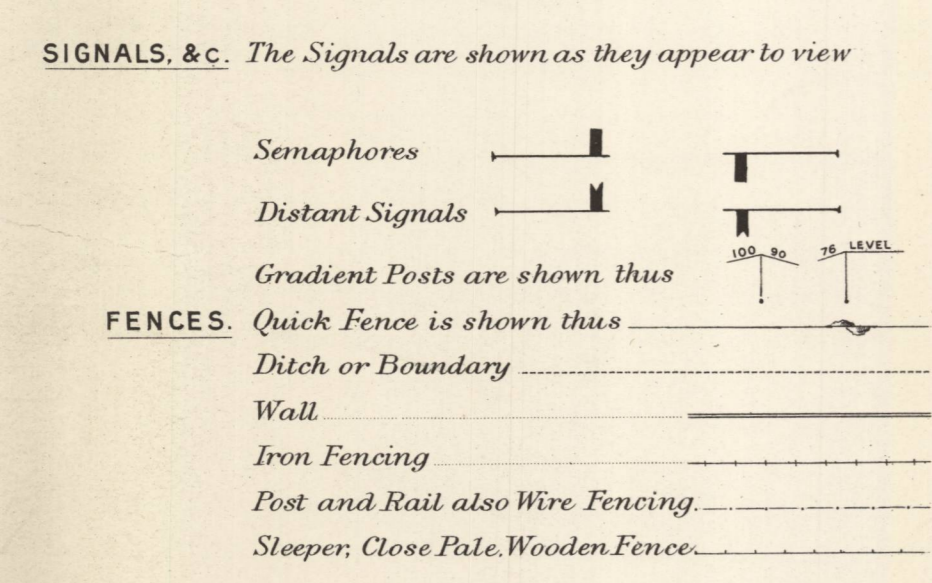 SIGNALS, &c. The Signals are shown as they appear to view
Semaphores
Distant Signals
100 90 76 LEVEL
Gradient Posts are shown thus
FENCES. Quick Fence is shown thus
Ditch or Boundary
Wall
Iron Fencing
Post and Rail also Wire Fencing.
Sleeper, Close Pale, Wooden Fence.